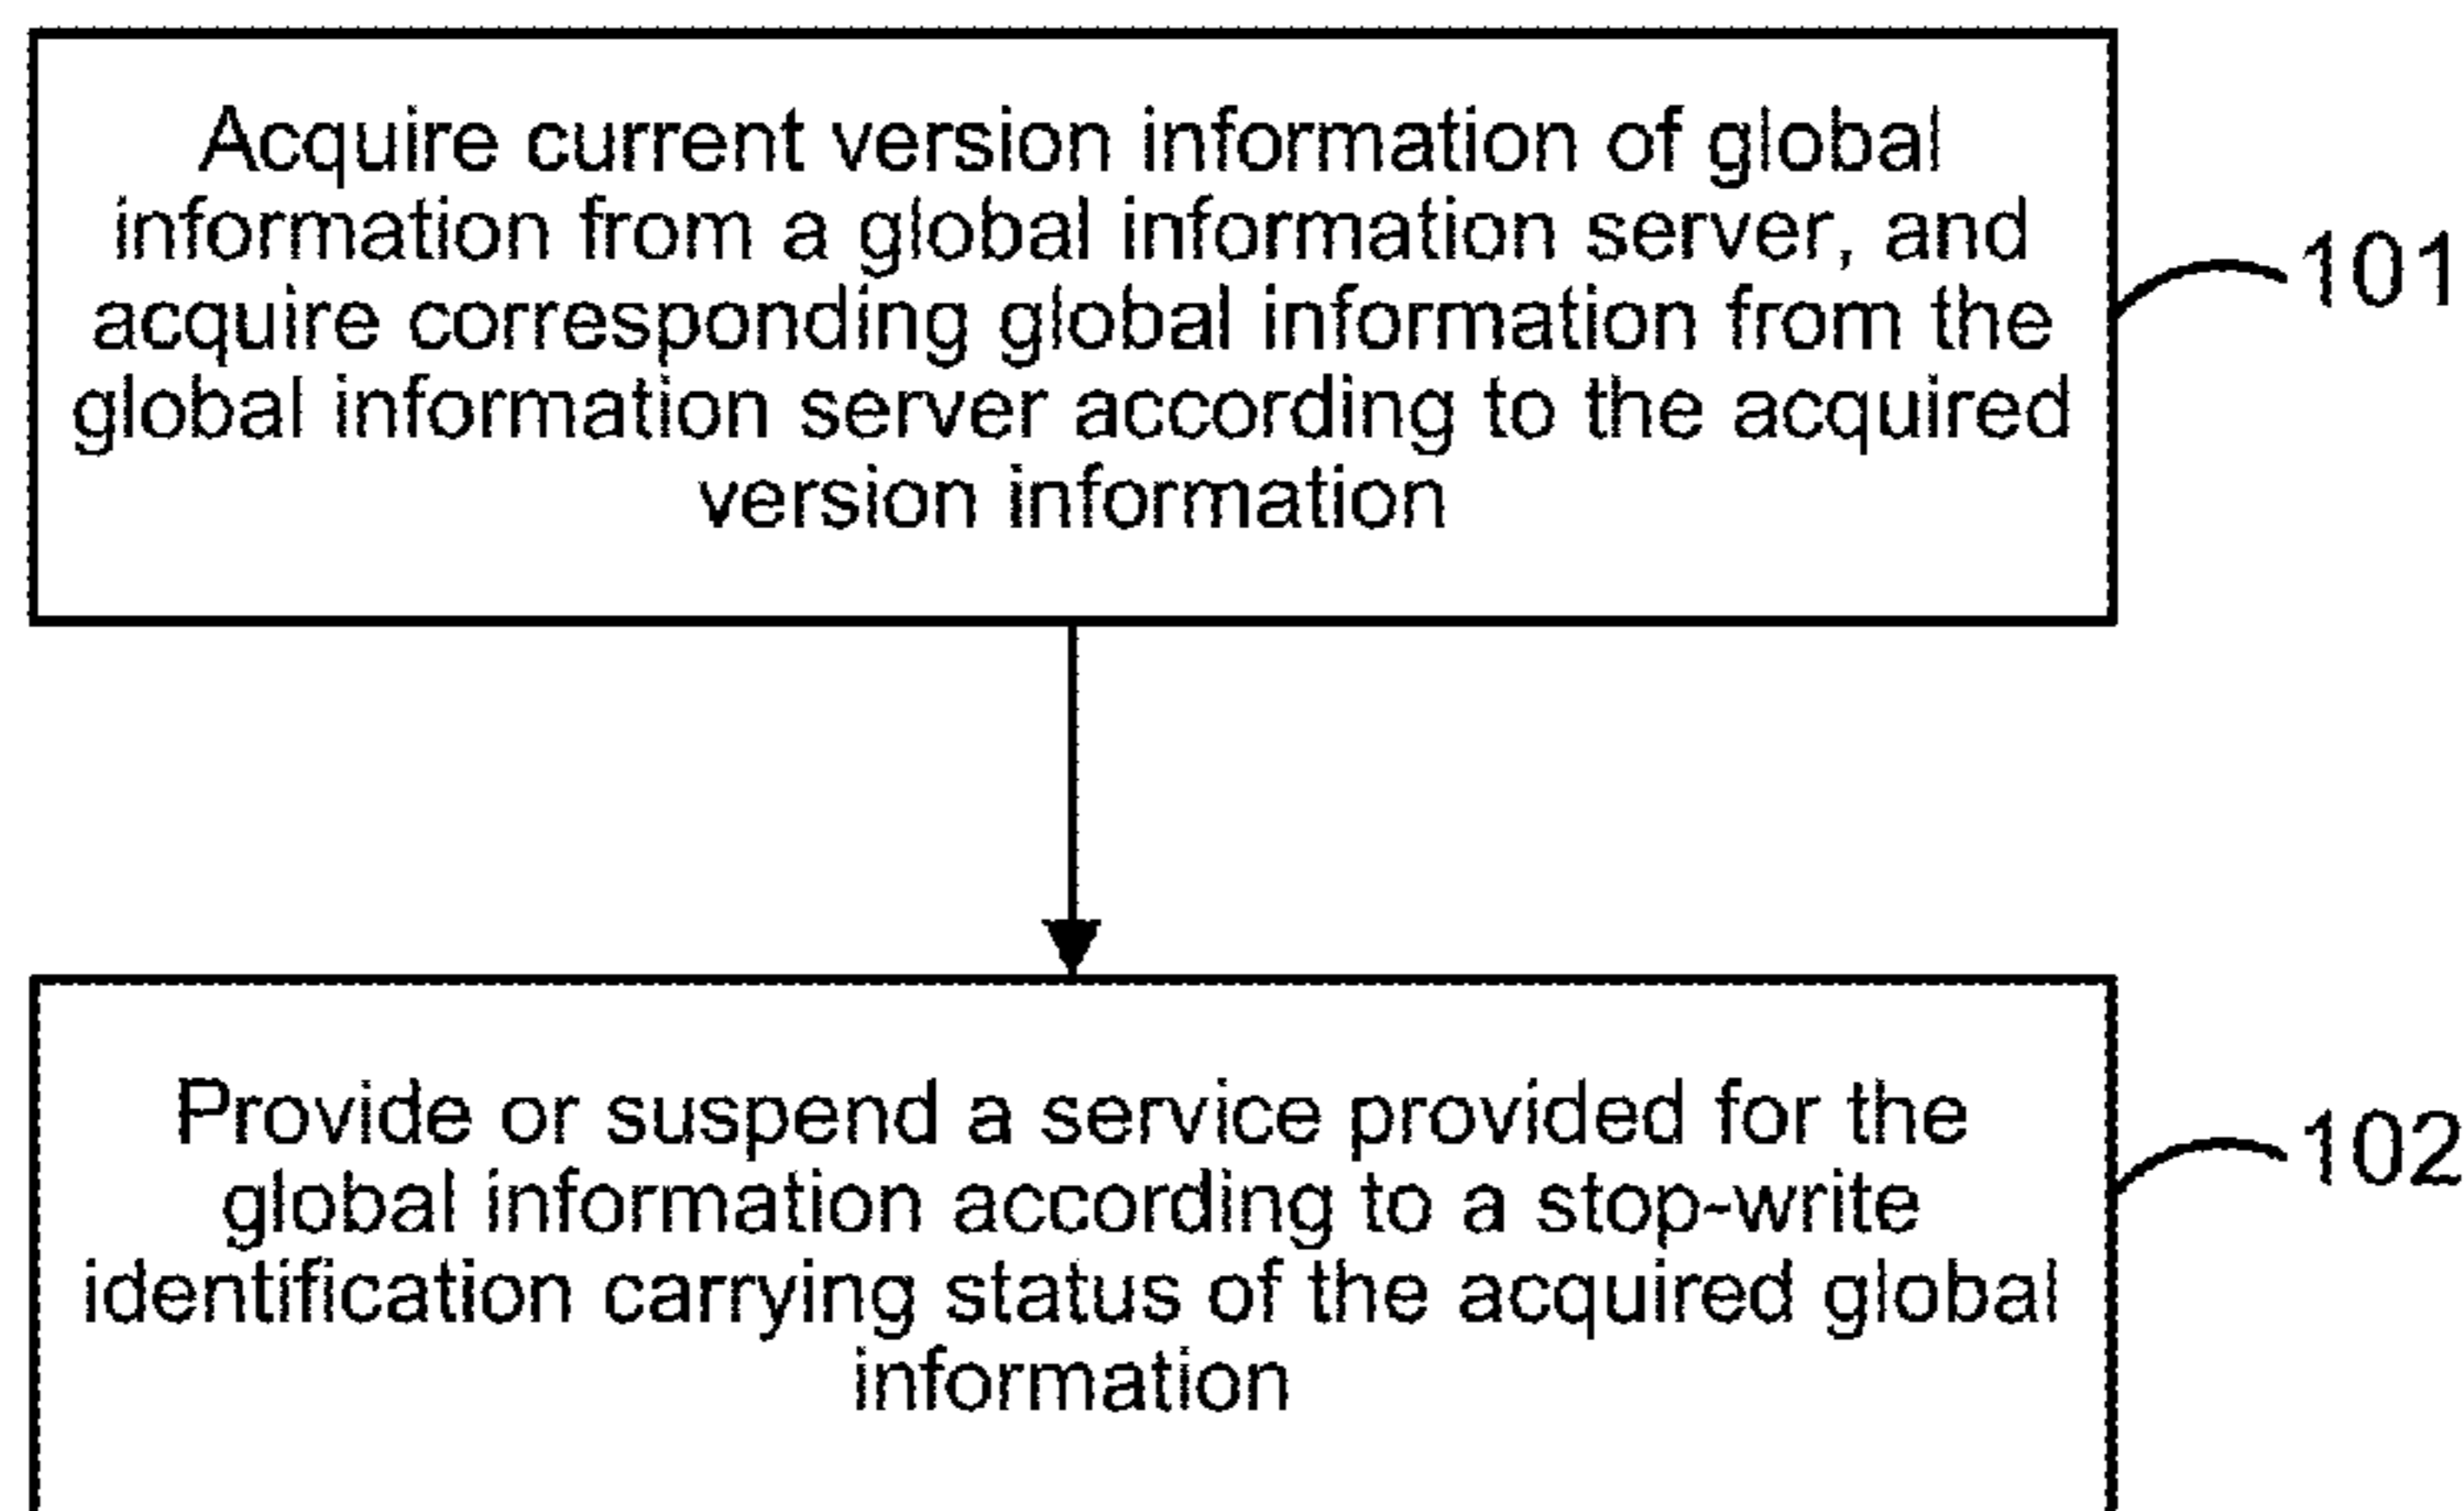 Acquire current version information of global
information from a global information server, and
acquire corresponding global information from the
global information server according to the acquired
version information
101
Provide or suspend a service provided for the
global information according to a stop-write
identification carrying status of the acquired global
information
102